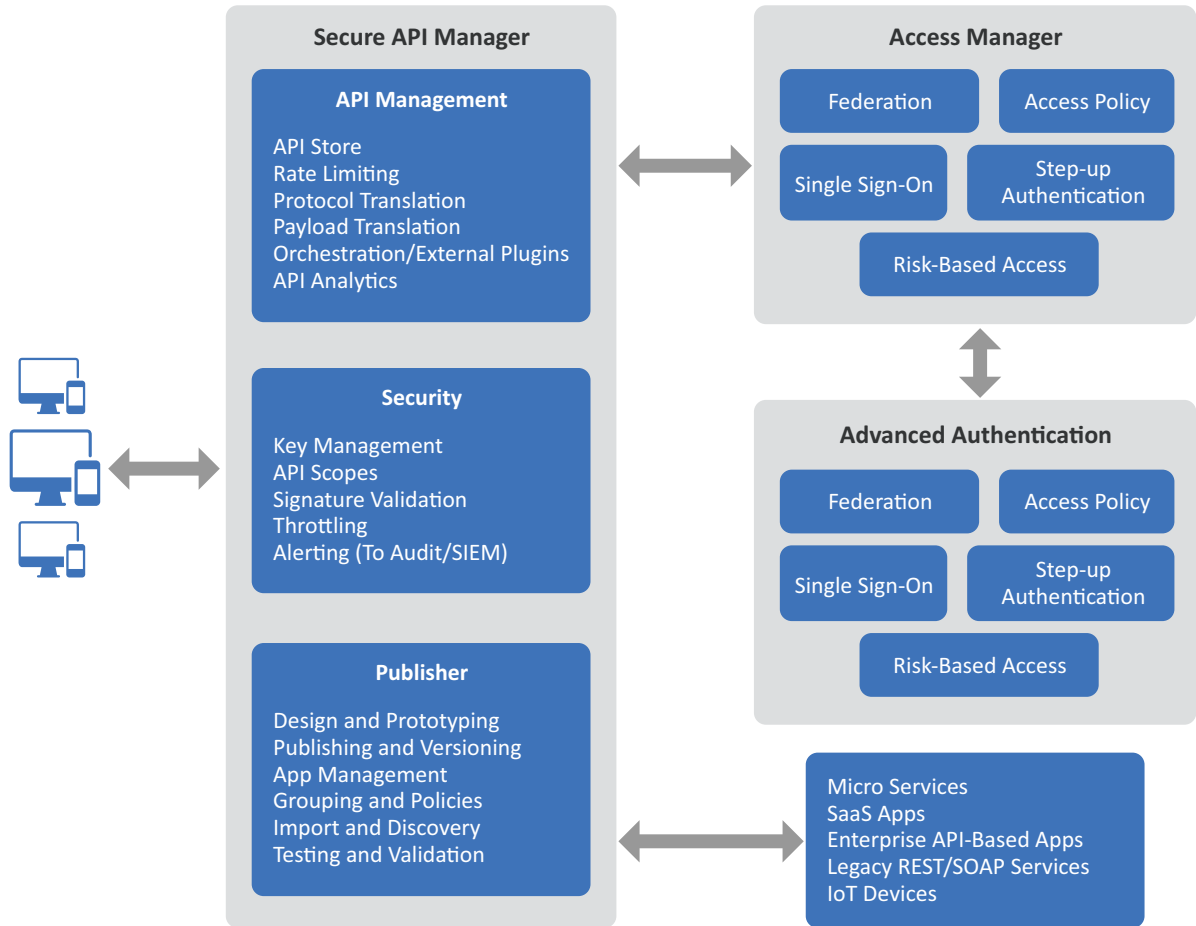 Secure API Manager
API Management
API Store
Rate Limiting
Protocol Translation
Payload Translation
Orchestration/External Plugins
API Analytics
Security
Key Management
API Scopes
Signature Validation
Throttling
Alerting (To Audit/SIEM)
Publisher
Design and Prototyping
Publishing and Versioning
App Management
Grouping and Policies
Import and Discovery
Testing and Validation
Access Manager
Federation
Access Policy
Single Sign-On
Step-up
Authentication
Risk-Based Access
Advanced Authentication
Federation
Access Policy
Single Sign-On
Step-up
Authentication
Risk-Based Access
Micro Services
SaaS Apps
Enterprise API-Based Apps
Legacy REST/SOAP Services
IoT Devices